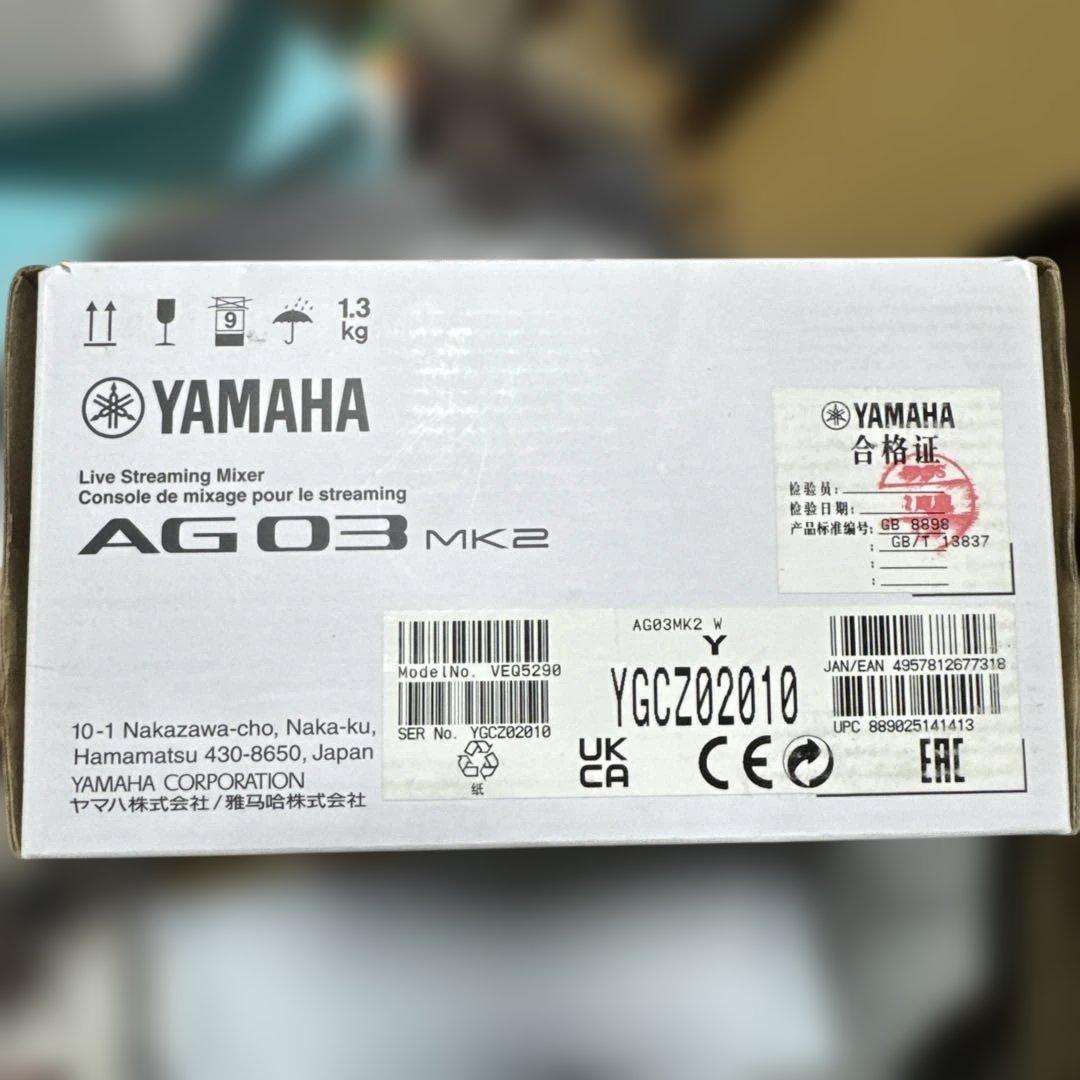 9
1.3
kg
YAMAHA
Live Streaming Mixer
Console de mixage pour le streaming
AG03 MK2
YAMAHA
合格证
检验员:
检验日期:
产品标准编号: GB 8898
: GB/T 13837
:
:
ModelNo. VEQ5290
SER No. YGCZ02010
纸
AG03MK2 W
Y
YGCZ02010
JAN/EAN 4957812677318
UPC 889025141413
UK
CA
CE
EAC
10-1 Nakazawa-cho, Naka-ku,
Hamamatsu 430-8650, Japan
YAMAHA CORPORATION
ヤマハ株式会社/雅马哈株式会社